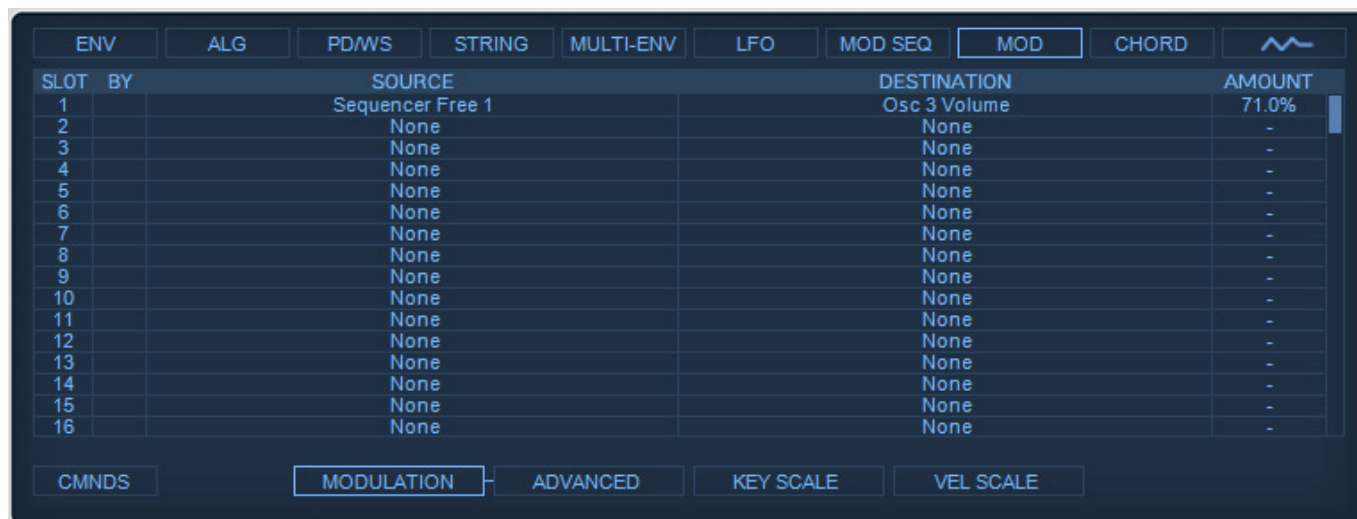 ENV ALG PD/WS STRING MULTI-ENV LFO MOD SEQ MOD CHORD
SLOT BY SOURCE DESTINATION AMOUNT
1 Sequencer Free 1 Osc 3 Volume 71.0%
2 None None -
3 None None -
4 None None -
5 None None -
6 None None -
7 None None -
8 None None -
9 None None -
10 None None -
11 None None -
12 None None -
13 None None -
14 None None -
15 None None -
16 None None -
CMNDS MODULATION ADVANCED KEY SCALE VEL SCALE